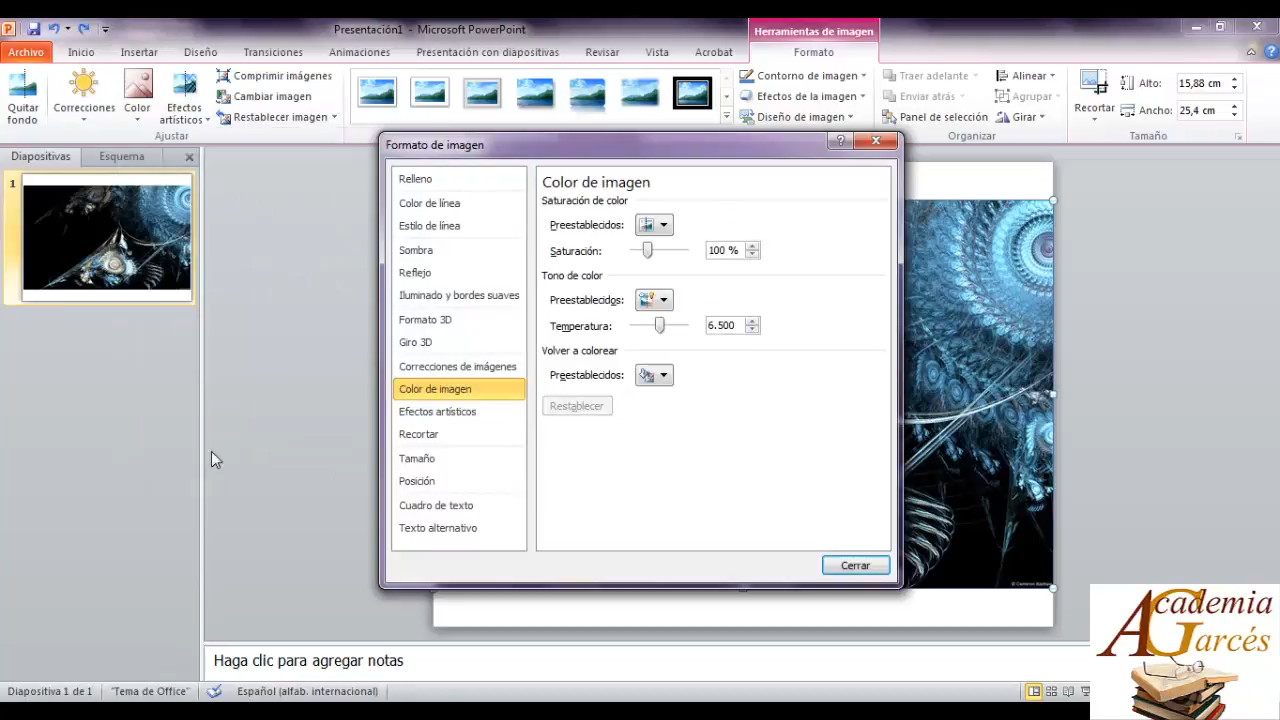 Presentación1 - Microsoft PowerPoint
Herramientas de imagen
Archivo Inicio Insertar Diseño Transiciones Animaciones Presentación con diapositivas Revisar Vista Acrobat Formato
Quitar fondo
Correcciones
Color
Efectos artísticos
Comprimir imágenes
Cambiar imagen
Restablecer imagen
Ajustar
Contorno de imagen
Efectos de la imagen
Diseño de imagen
Traer adelante
Enviar atrás
Panel de selección
Alinear
Agrupar
Girar
Organizar
Recortar
Alto: 15,88 cm
Ancho: 25,4 cm
Tamaño
Diapositivas Esquema
1
Formato de imagen
Relleno
Color de línea
Estilo de línea
Sombra
Reflejo
Iluminado y bordes suaves
Formato 3D
Giro 3D
Correcciones de imágenes
Color de imagen
Efectos artísticos
Recortar
Tamaño
Posición
Cuadro de texto
Texto alternativo
Color de imagen
Saturación de color
Preestablecidos:
Saturación: 100 %
Tono de color
Preestablecidos:
Temperatura: 6.500
Volver a colorear
Preestablecidos:
Restablecer
Cerrar
Haga clic para agregar notas
Diapositiva 1 de 1 "Tema de Office" Español (alfab. internacional)
Academia
Garcés